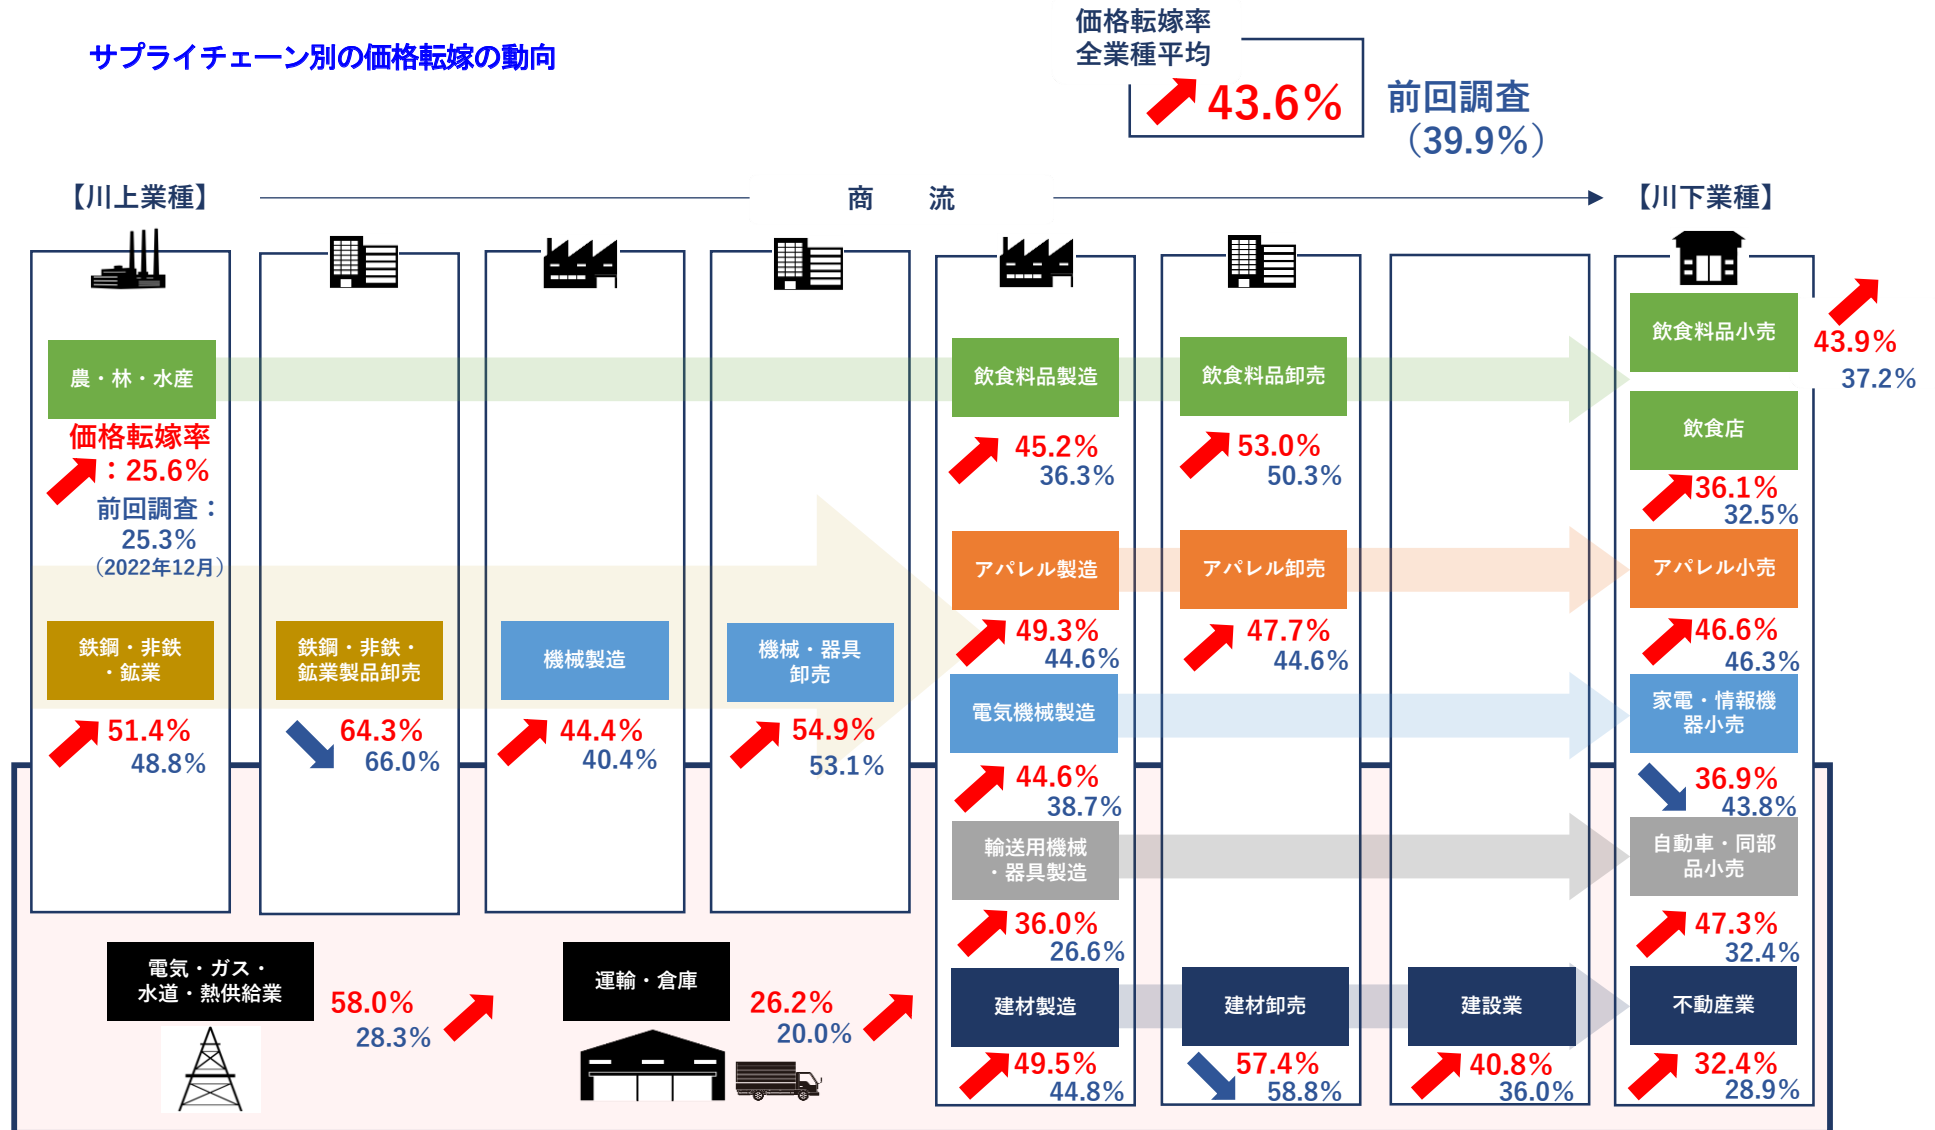 サプライチェーン別の価格転嫁の動向
価格転嫁率
全業種平均
43.6%
前回調査
（39.9%）
【川上業種】
商　流
【川下業種】
農・林・水産
価格転嫁率
：25.6%
前回調査：
25.3%
（2022年12月）
鉄鋼・非鉄
・鉱業
51.4%
48.8%
鉄鋼・非鉄・
鉱業製品卸売
64.3%
66.0%
機械製造
44.4%
40.4%
機械・器具
卸売
54.9%
53.1%
飲食料品製造
45.2%
36.3%
アパレル製造
49.3%
44.6%
電気機械製造
44.6%
38.7%
輸送用機械
・器具製造
36.0%
26.6%
建材製造
49.5%
44.8%
飲食料品卸売
53.0%
50.3%
アパレル卸売
47.7%
44.6%
建材卸売
57.4%
58.8%
建設業
40.8%
36.0%
飲食料品小売
43.9%
37.2%
飲食店
36.1%
32.5%
アパレル小売
46.6%
46.3%
家電・情報機
器小売
36.9%
43.8%
自動車・同部
品小売
47.3%
32.4%
不動産業
32.4%
28.9%
電気・ガス・
水道・熱供給業
58.0%
28.3%
運輸・倉庫
26.2%
20.0%